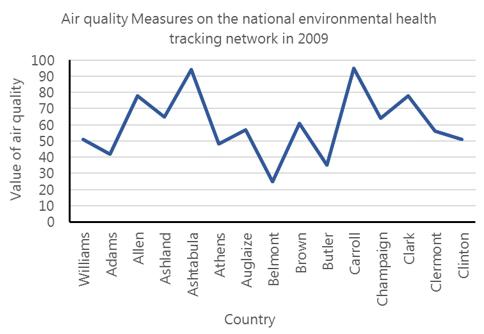 Air quality Measures on the national environmental health
tracking network in 2009
Value of air quality
100
90
80
70
60
50
40
30
20
10
0
Williams
Adams
Allen
Ashland
Ashtabula
Athens
Auglaize
Belmont
Brown
Butler
Carroll
Champaign
Clark
Clermont
Clinton
Country